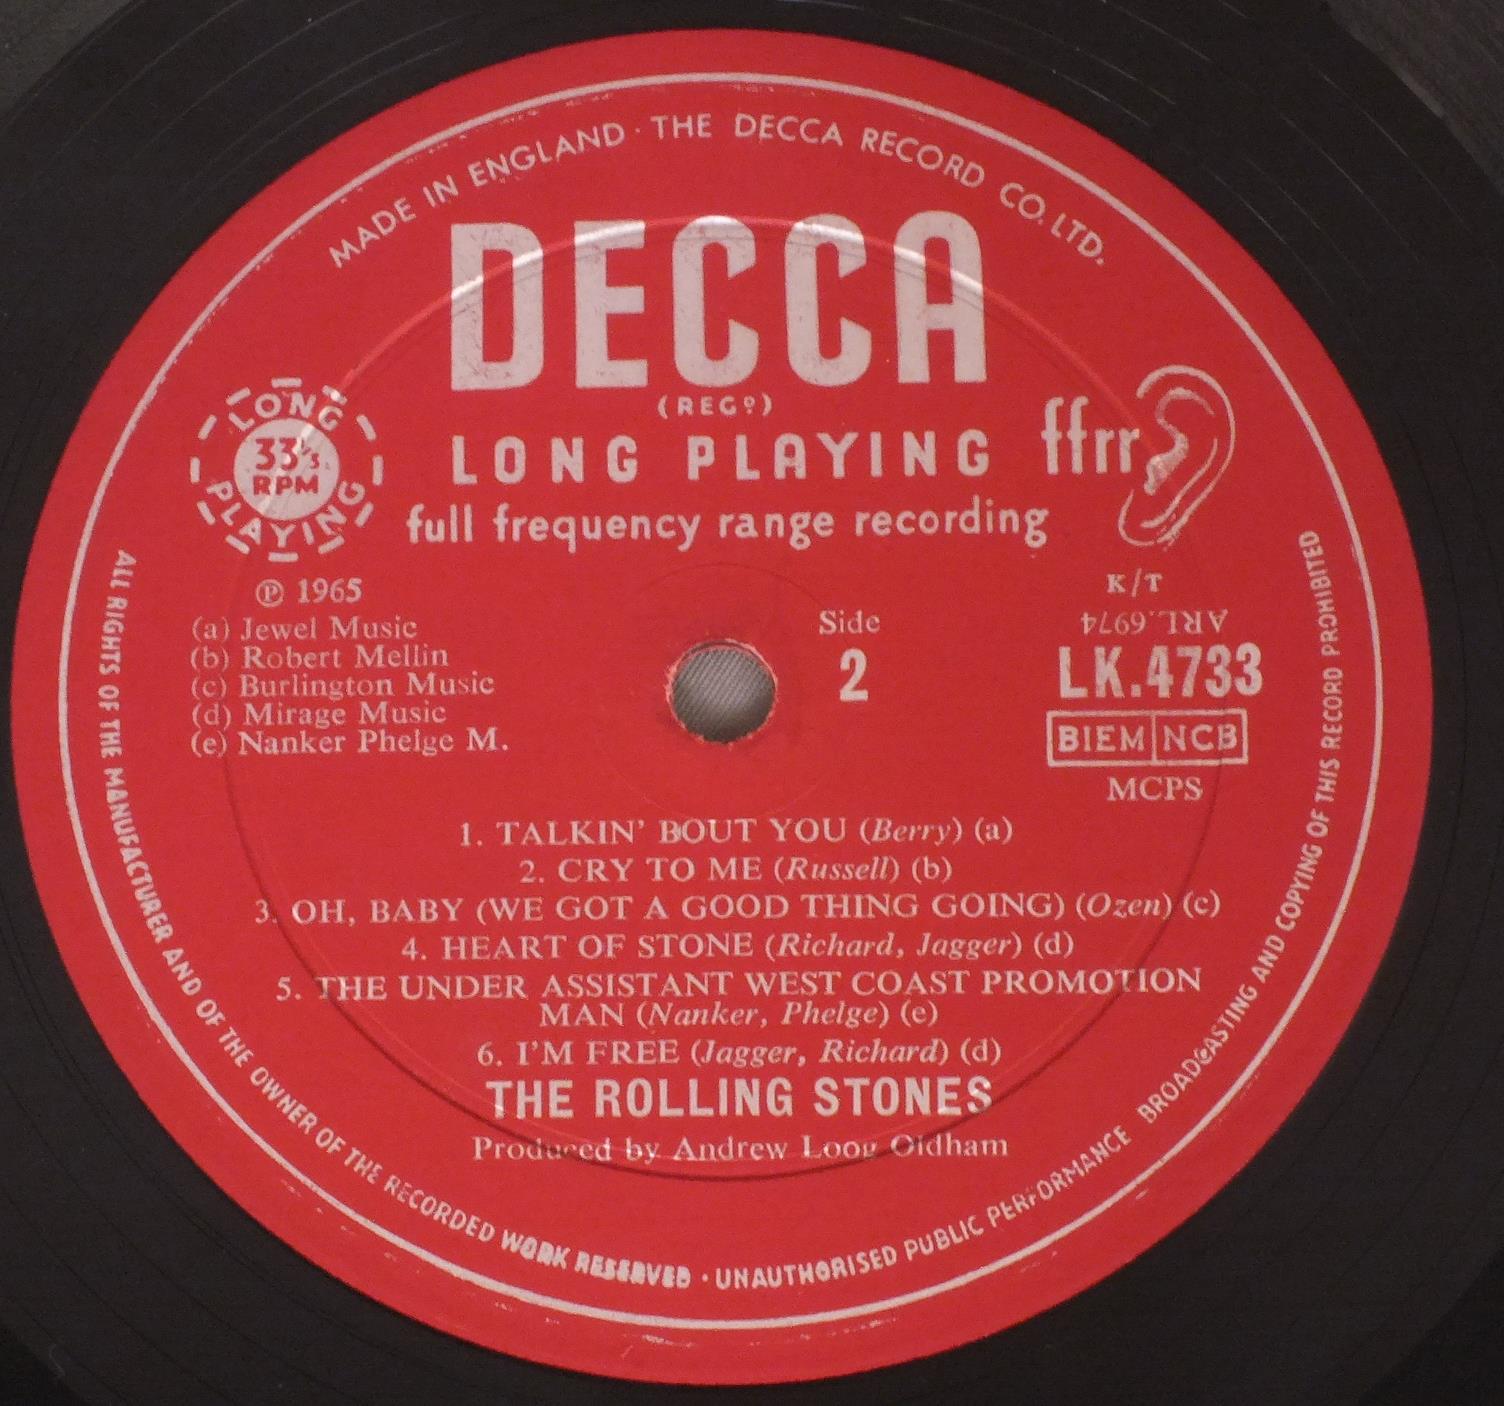 MADE IN ENGLAND · THE DECCA RECORD CO. LTD.
DECCA
(REGD)
LONG PLAYING
full frequency range recording
LONG
33⅓
RPM
PLAYING
ffrr
℗ 1965
(a) Jewel Music
(b) Robert Mellin
(c) Burlington Music
(d) Mirage Music
(e) Nanker Phelge M.
Side
2
K/T
ARL.6974
LK.4733
BIEM NCB
MCPS
1. TALKIN' BOUT YOU (Berry) (a)
2. CRY TO ME (Russell) (b)
3. OH, BABY (WE GOT A GOOD THING GOING) (Ozen) (c)
4. HEART OF STONE (Richard, Jagger) (d)
5. THE UNDER ASSISTANT WEST COAST PROMOTION
MAN (Nanker, Phelge) (e)
6. I'M FREE (Jagger, Richard) (d)
THE ROLLING STONES
Produced by Andrew Loog Oldham
ALL RIGHTS OF THE MANUFACTURER AND OF THE OWNER OF THE RECORDED WORK RESERVED · UNAUTHORISED PUBLIC PERFORMANCE BROADCASTING AND COPYING OF THIS RECORD PROHIBITED